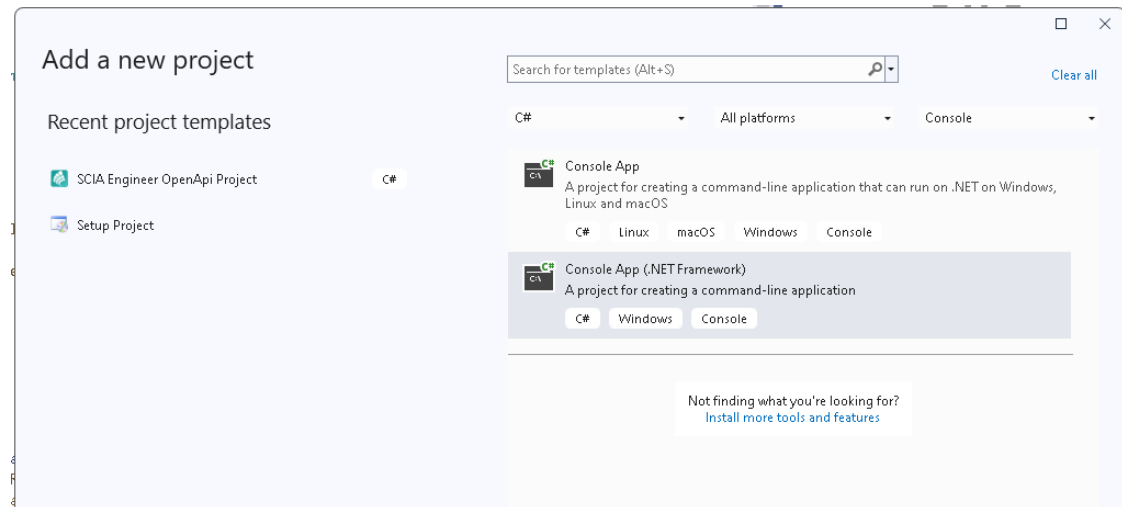 Add a new project
Search for templates (Alt+S)
Clear all
Recent project templates
C# All platforms Console
SCIA Engineer OpenApi Project C#
Setup Project
Console App
A project for creating a command-line application that can run on .NET on Windows,
Linux and macOS
C# Linux macOS Windows Console
Console App (.NET Framework)
A project for creating a command-line application
C# Windows Console
Not finding what you're looking for?
Install more tools and features